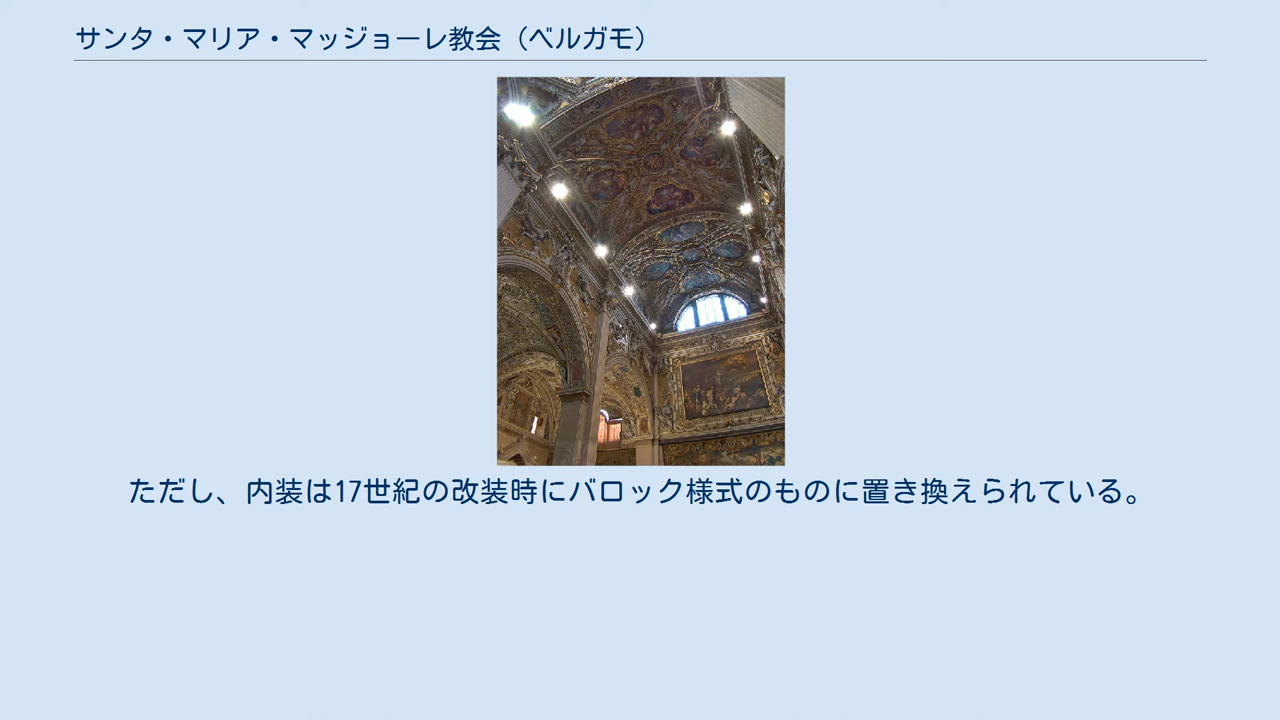 サンタ・マリア・マッジョーレ教会（ベルガモ）
ただし、内装は17世紀の改装時にバロック様式のものに置き換えられている。